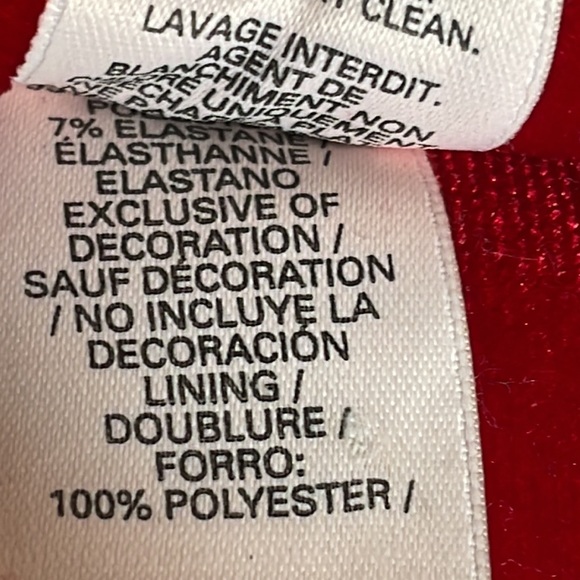 CLEAN.
LAVAGE INTERDIT.
AGENT DE
BLANCHIMENT NON
UNIQUEMENT
7% ELASTANE /
ÉLASTHANNE /
ELASTANO
EXCLUSIVE OF
DECORATION /
SAUF DÉCORATION
/ NO INCLUYE LA
DECORACIÓN
LINING /
DOUBLURE /
FORRO:
100% POLYESTER /